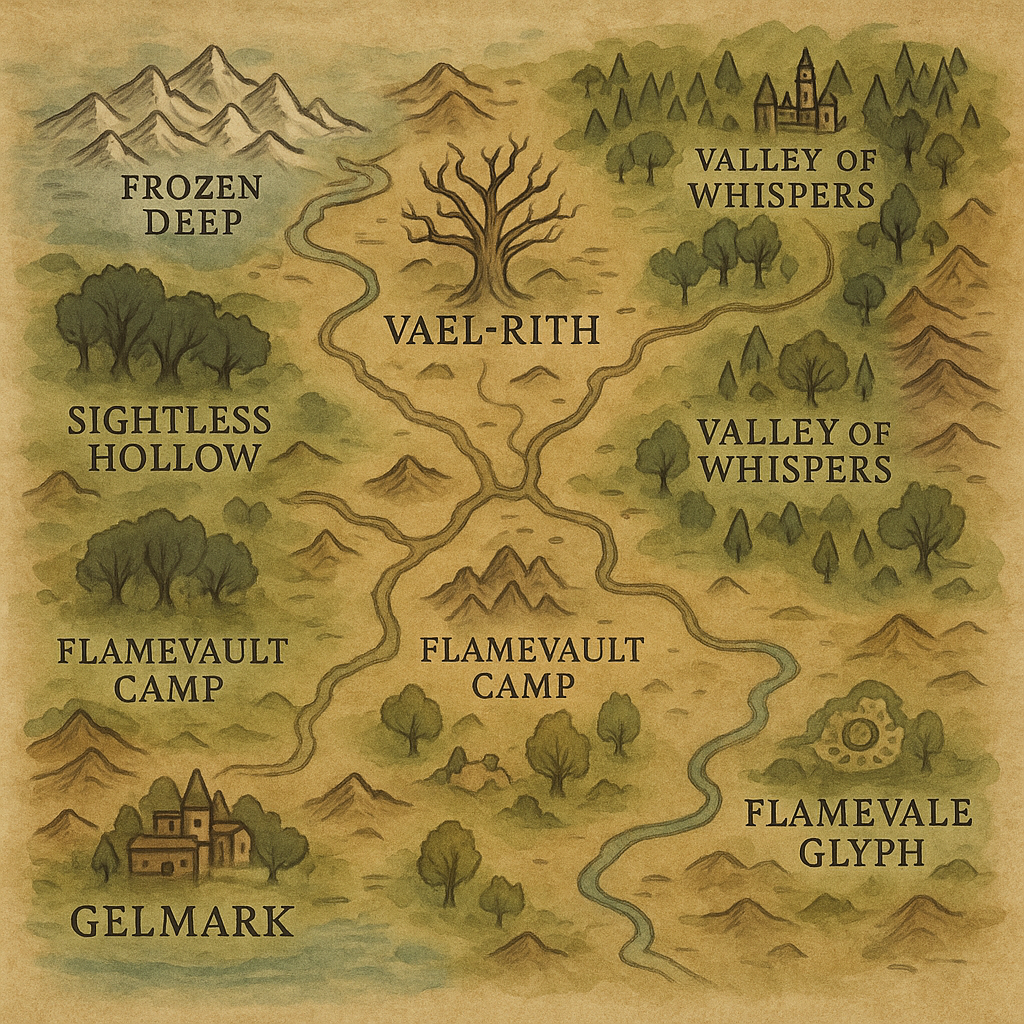 FROZEN
DEEP
VALLEY OF
WHISPERS
VAEL-RITH
SIGHTLESS
HOLLOW
VALLEY OF
WHISPERS
FLAMEVAULT
CAMP
FLAMEVAULT
CAMP
FLAMEVALE
GLYPH
GELMARK